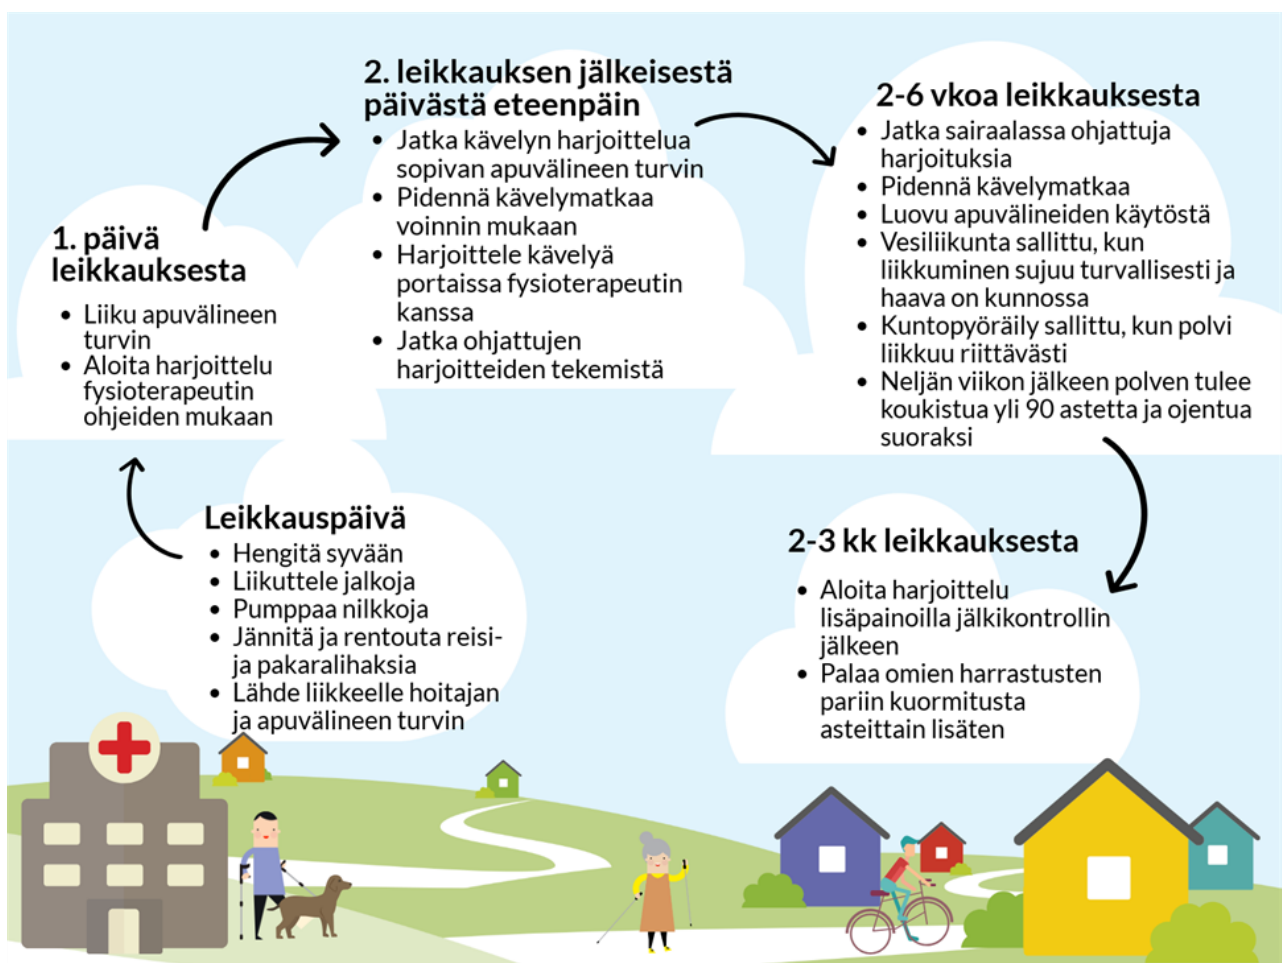 Leikkauspäivä
• Hengitä syvään
• Liikuttele jalkoja
• Pumppaa nilkkoja
• Jännitä ja rentouta reisi-
ja pakaralihaksia
• Lähde liikkeelle hoitajan
ja apuvälineen turvin
1. päivä
leikkauksesta
• Liiku apuvälineen
turvin
• Aloita harjoittelu
fysioterapeutin
ohjeiden mukaan
2. leikkauksen jälkeisestä
päivästä eteenpäin
• Jatka kävelyn harjoittelua
sopivan apuvälineen turvin
• Pidennä kävelymatkaa
voinnin mukaan
• Harjoittele kävelyä
portaissa fysioterapeutin
kanssa
• Jatka ohjattujen
harjoitteiden tekemistä
2-6 vkoa leikkauksesta
• Jatka sairaalassa ohjattuja
harjoituksia
• Pidennä kävelymatkaa
• Luovu apuvälineiden käytöstä
• Vesiliikunta sallittu, kun
liikkuminen sujuu turvallisesti ja
haava on kunnossa
• Kuntopyöräily sallittu, kun polvi
liikkuu riittävästi
• Neljän viikon jälkeen polven tulee
koukistua yli 90 astetta ja ojentua
suoraksi
2-3 kk leikkauksesta
• Aloita harjoittelu
lisäpainoilla jälkikontrollin
jälkeen
• Palaa omien harrastusten
pariin kuormitusta
asteittain lisäten